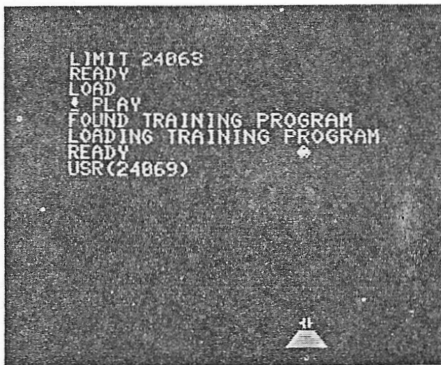 LIMIT 24063
READY
LOAD
⏏ PLAY
FOUND TRAINING PROGRAM
LOADING TRAINING PROGRAM
READY
USR(24069)